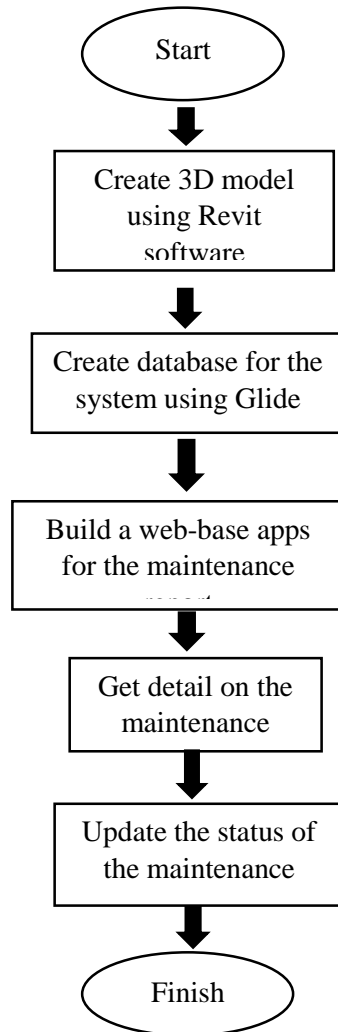 Start
Create 3D model
using Revit
software
Create database for the
system using Glide
Build a web-base apps
for the maintenance
report
Get detail on the
maintenance
Update the status of
the maintenance
Finish